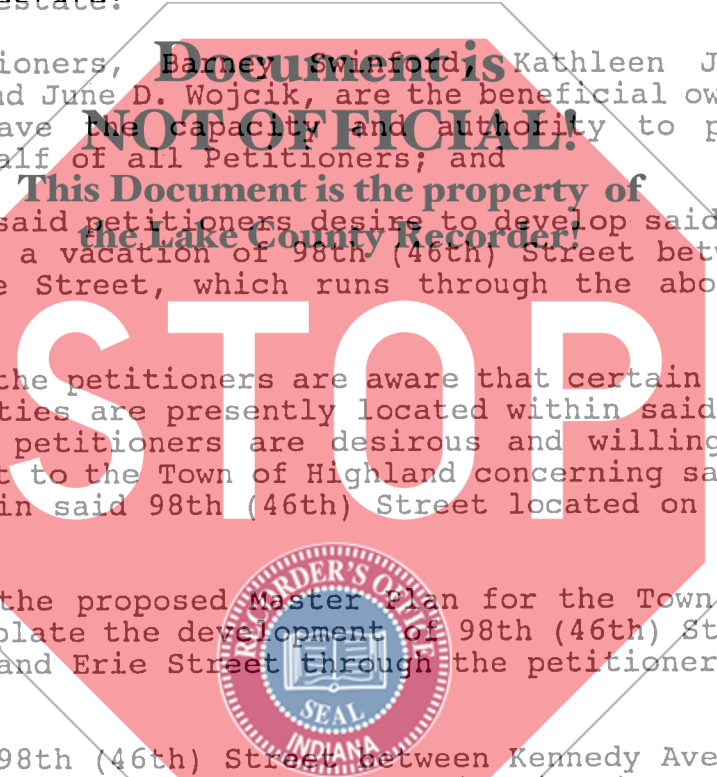 estate:
ioners, Barney Swinford, Kathleen J
Document is
nd June D. Wojcik, are the beneficial ow
ave the capacity and authority to p
NOT OFFICIAL!
alf of all Petitioners; and
This Document is the property of
said petitioners desire to develop said
the Lake County Recorder!
a vacation of 98th (46th) Street betw
e Street, which runs through the abo
STOP
the petitioners are aware that certain
ties are presently located within said
petitioners are desirous and willing
t to the Town of Highland concerning sa
in said 98th (46th) Street located on
the proposed Master Plan for the Town
plate the development of 98th (46th) St
and Erie Street through the petitioner
RECORDER'S OFFICE
SEAL
INDIANA
98th (46th) Street between Kennedy Ave